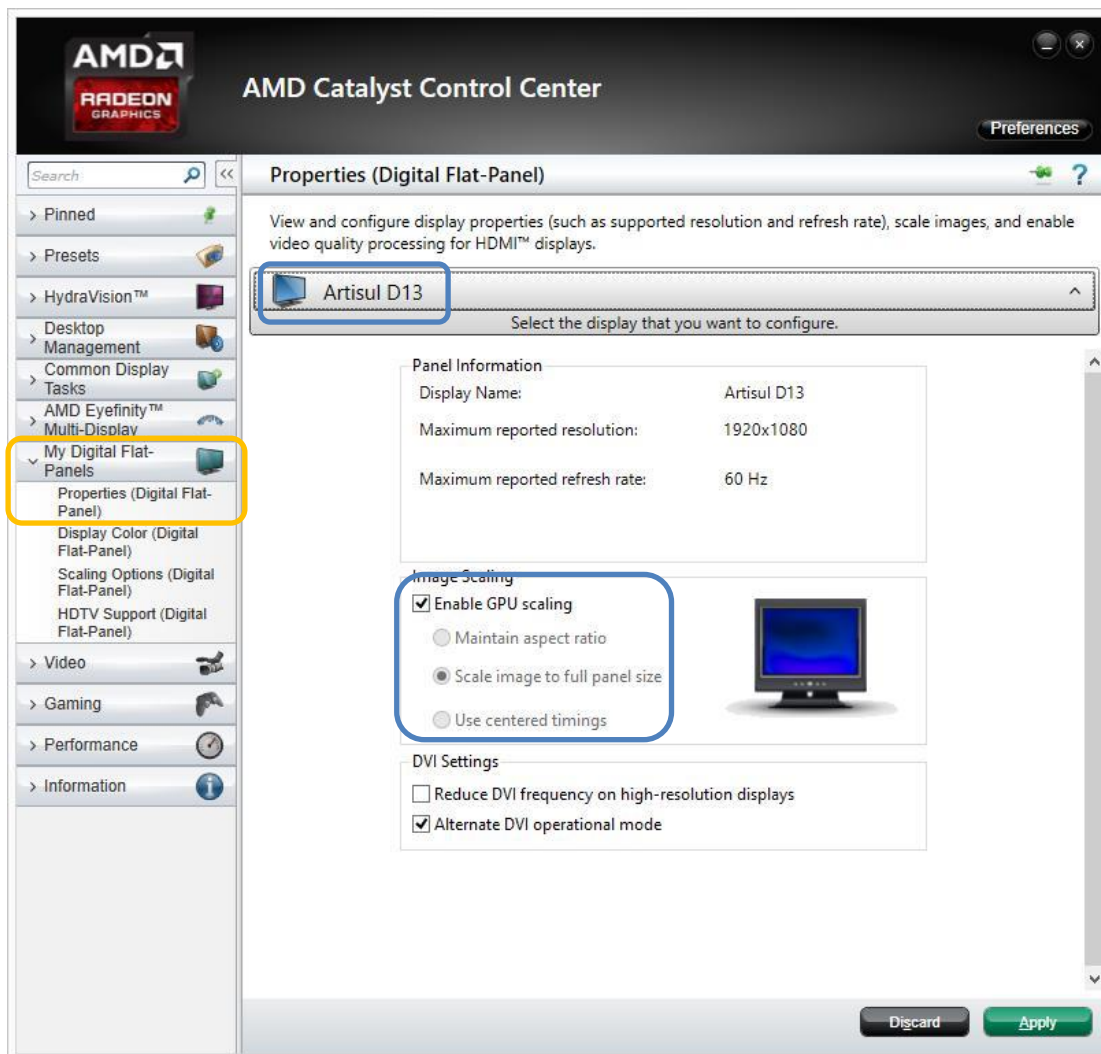 AMD
RADEON
GRAPHICS
AMD Catalyst Control Center
Preferences
Search
<<
Properties (Digital Flat-Panel)
?
> Pinned
> Presets
> HydraVision™
> Desktop
Management
> Common Display
Tasks
> AMD Eyefinity™
Multi-Display
My Digital Flat-
Panels
Properties (Digital Flat-
Panel)
Display Color (Digital
Flat-Panel)
Scaling Options (Digital
Flat-Panel)
HDTV Support (Digital
Flat-Panel)
> Video
> Gaming
> Performance
> Information
View and configure display properties (such as supported resolution and refresh rate), scale images, and enable
video quality processing for HDMI™ displays.
Artisul D13
Select the display that you want to configure.
Panel Information
Display Name: Artisul D13
Maximum reported resolution: 1920x1080
Maximum reported refresh rate: 60 Hz
Image Scaling
Enable GPU scaling
Maintain aspect ratio
Scale image to full panel size
Use centered timings
DVI Settings
Reduce DVI frequency on high-resolution displays
Alternate DVI operational mode
Discard
Apply